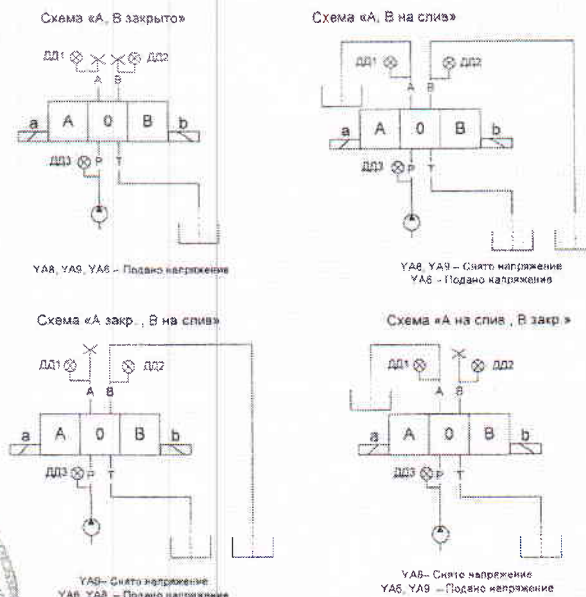 Схема «А, В закрыто»
ДД1 ДД2
А В
a А 0 В b
ДД3 Р Т
YA8, YA9, YA6 – Подано напряжение
Схема «А, В на слив»
ДД1 ДД2
А В
a А 0 В b
ДД3 Р Т
YA8, YA9 – Снято напряжение
YA6 – Подано напряжение
Схема «А закр. , В на слив»
ДД1 ДД2
А В
a А 0 В b
ДД3 Р Т
YA9– Снято напряжение
YA6, YA8 – Подано напряжение
Схема «А на слив , В закр.»
ДД1 ДД2
А В
a А 0 В b
ДД3 Р Т
YA8– Снято напряжение
YA6, YA9 – Подано напряжение